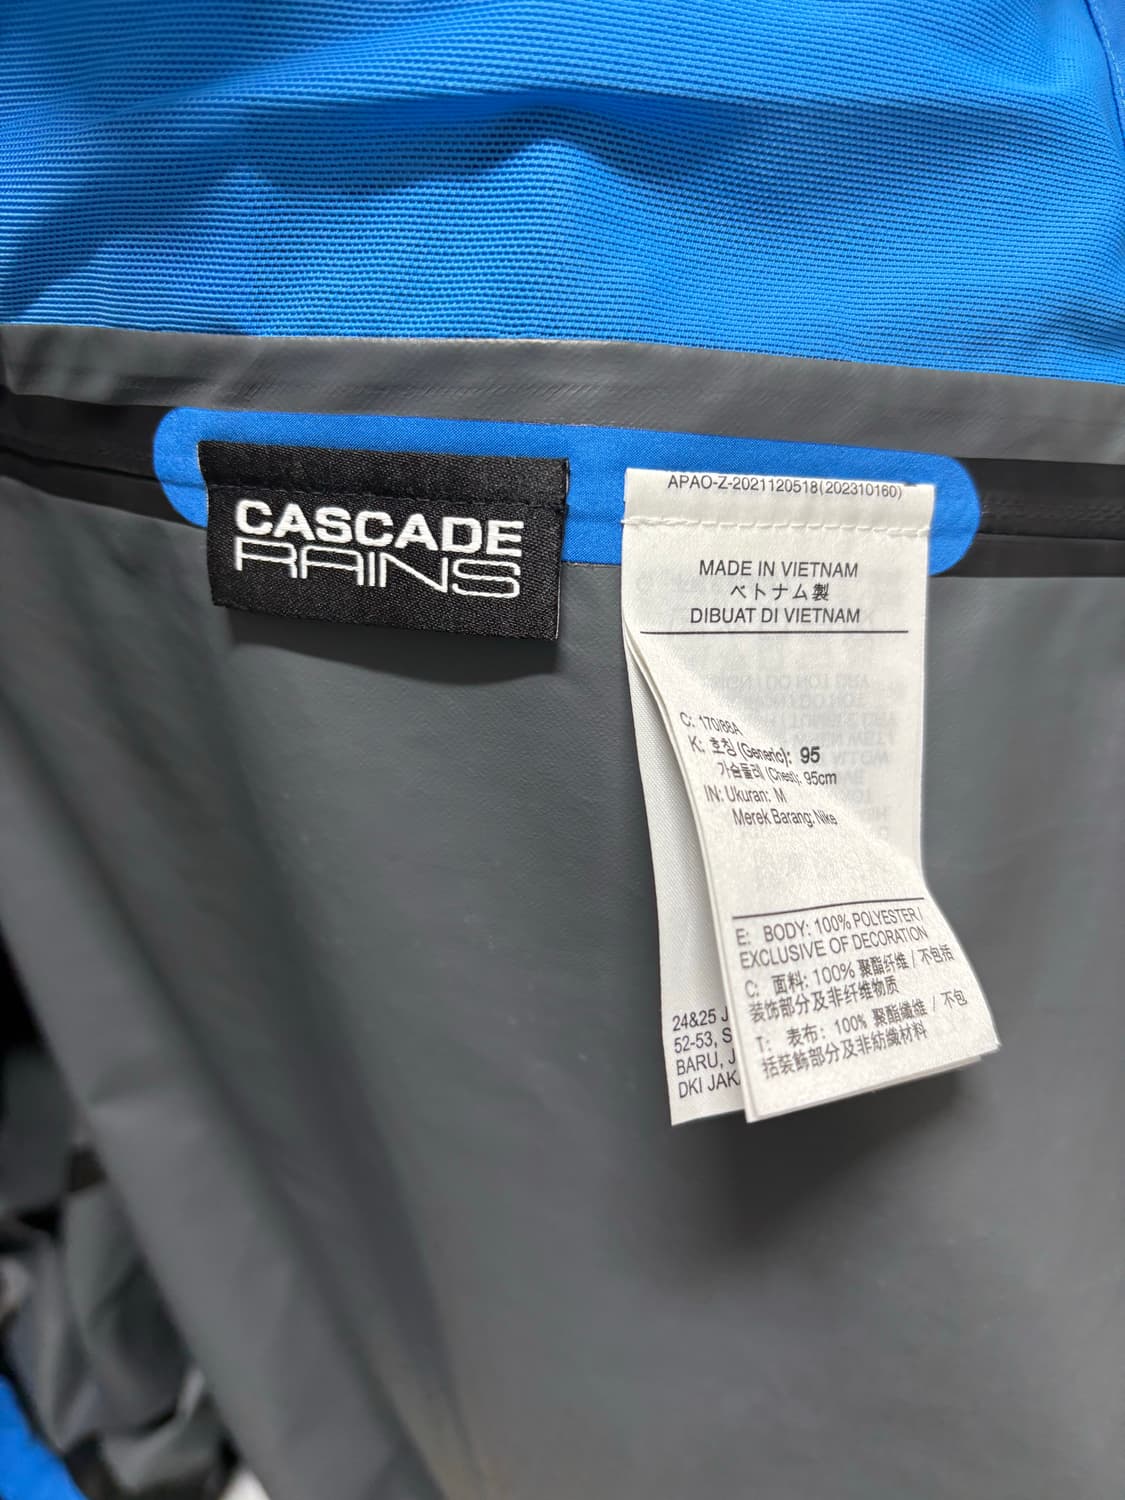 CASCADE
RAINS
APAO-Z-2021120518(202310160)
MADE IN VIETNAM
ベトナム製
DIBUAT DI VIETNAM
C: 170/88A
K: 호칭 (Generic): 95
가슴둘레 (Chest): 95cm
IN: Ukuran: M
Merek Barang: Nike
E: BODY: 100% POLYESTER /
EXCLUSIVE OF DECORATION
C: 面料: 100% 聚酯纤维 / 不包括
装饰部分及非纤维物质
T: 表布: 100% 聚酯纖維 / 不包
括裝飾部分及非紡織材料
24&25 J
52-53, S
BARU, J
DKI JAK